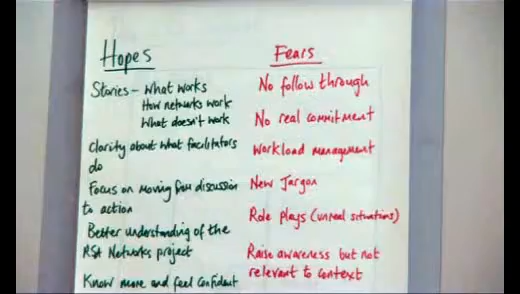 Hopes
Stories - What works
How networks work
What doesn't work
Clarity about what facilitators
do
Focus on moving from discussion
to action
Better understanding of the
RSA Networks project
Know more and feel confident
Fears
No follow through
No real commitment
Workload management
New Jargon
Role plays (unreal situations)
Raise awareness but not
relevant to context